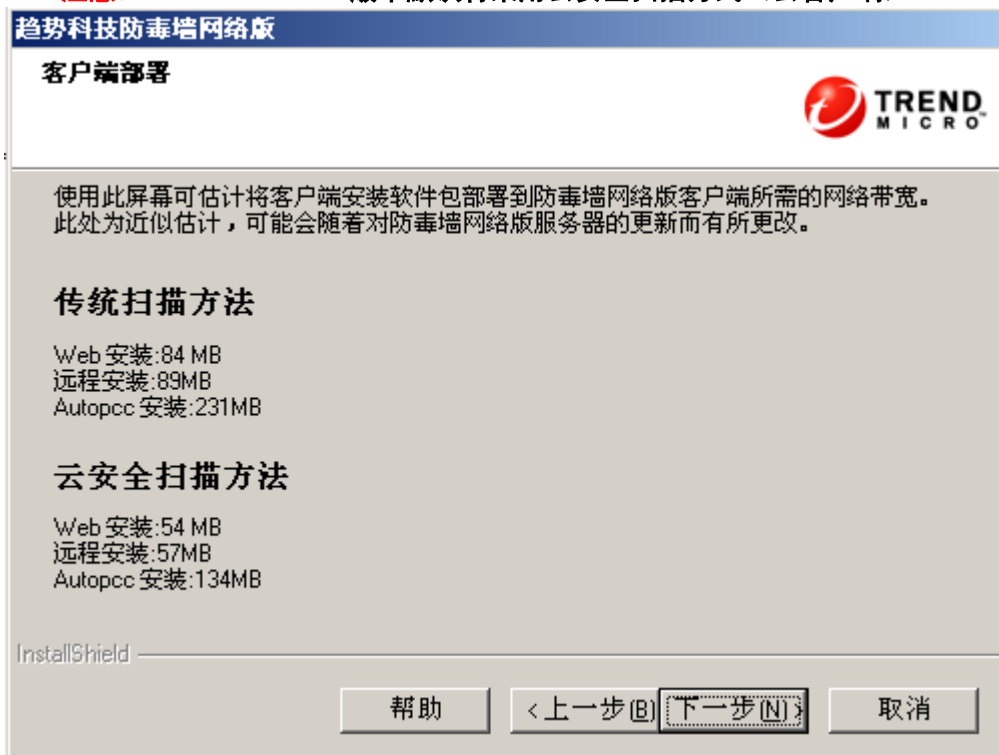 趋势科技防毒墙网络版
客户端部署
TREND
MICRO
使用此屏幕可估计将客户端安装软件包部署到防毒墙网络版客户端所需的网络带宽。
此处为近似估计，可能会随着对防毒墙网络版服务器的更新而有所更改。
传统扫描方法
Web 安装:84 MB
远程安装:89MB
Autopcc 安装:231MB
云安全扫描方法
Web 安装:54 MB
远程安装:57MB
Autopcc 安装:134MB
InstallShield
帮助
<上一步(B)
下一步(N)>
取消